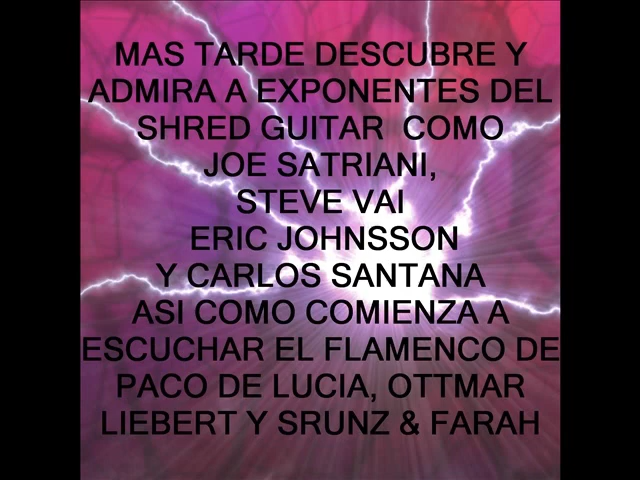 MAS TARDE DESCUBRE Y
ADMIRA A EXPONENTES DEL
SHRED GUITAR COMO
JOE SATRIANI,
STEVE VAI
ERIC JOHNSSON
Y CARLOS SANTANA
ASI COMO COMIENZA A
ESCUCHAR EL FLAMENCO DE
PACO DE LUCIA, OTTMAR
LIEBERT Y SRUNZ & FARAH